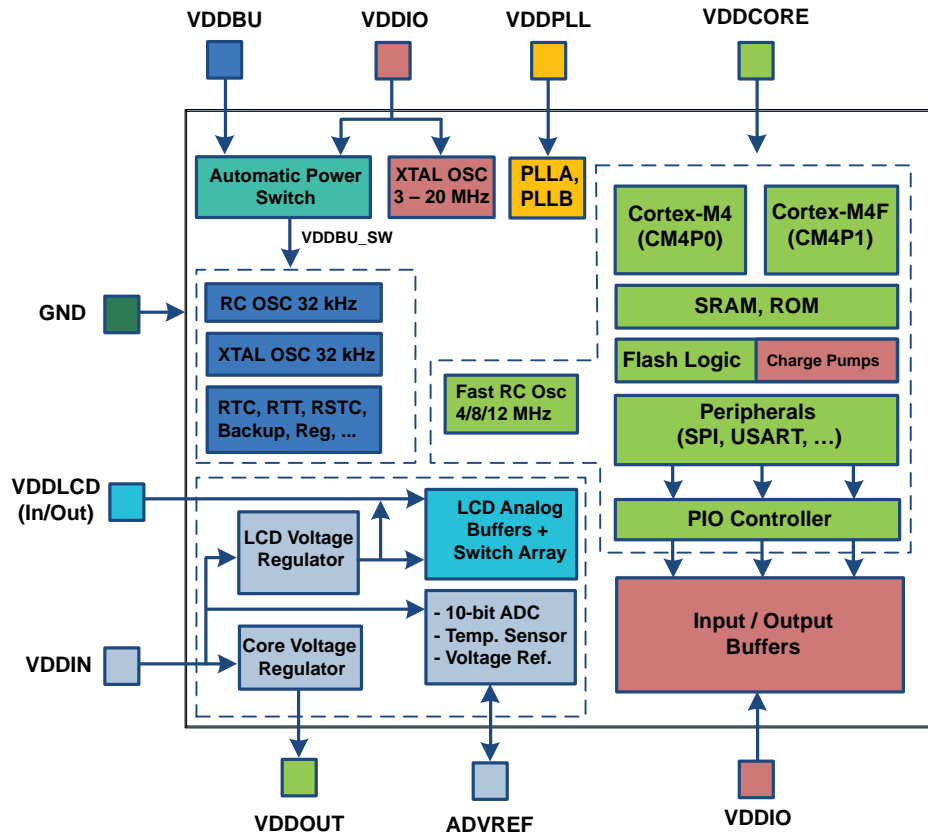 VDDBU
VDDIO
VDDPLL
VDDCORE
Automatic Power
Switch
XTAL OSC
3 – 20 MHz
PLLA,
PLLB
VDDBU_SW
Cortex-M4
(CM4P0)
Cortex-M4F
(CM4P1)
GND
RC OSC 32 kHz
SRAM, ROM
XTAL OSC 32 kHz
Flash Logic
Charge Pumps
RTC, RTT, RSTC,
Backup, Reg, ...
Fast RC Osc
4/8/12 MHz
Peripherals
(SPI, USART, …)
VDDLCD
(In/Out)
LCD Voltage
Regulator
LCD Analog
Buffers +
Switch Array
PIO Controller
VDDIN
Core Voltage
Regulator
- 10-bit ADC
- Temp. Sensor
- Voltage Ref.
Input / Output
Buffers
VDDOUT
ADVREF
VDDIO